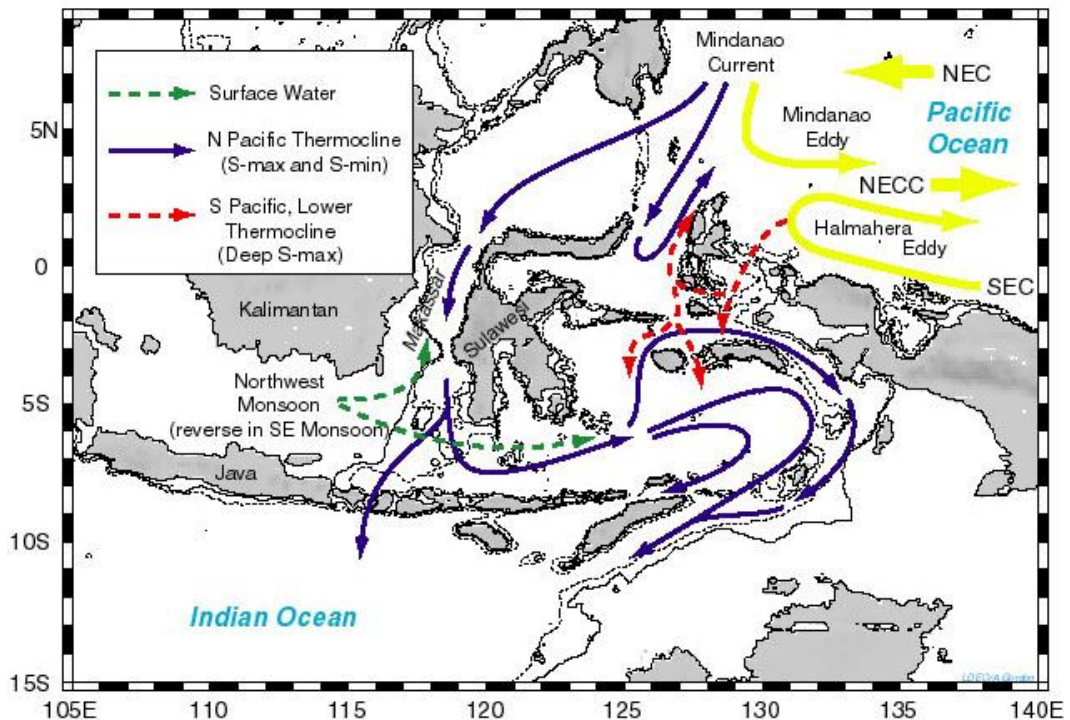 Surface Water
N Pacific Thermocline
(S-max and S-min)
S Pacific, Lower
Thermocline
(Deep S-max)
Mindanao
Current
NEC
Pacific
Ocean
Mindanao
Eddy
NECC
Halmahera
Eddy
SEC
Kalimantan
Makassar
Sulawesi
Northwest
Monsoon
(reverse in SE Monsoon)
Java
Indian Ocean
5N
0
5S
10S
15S
105E
110
115
120
125
130
135
140E